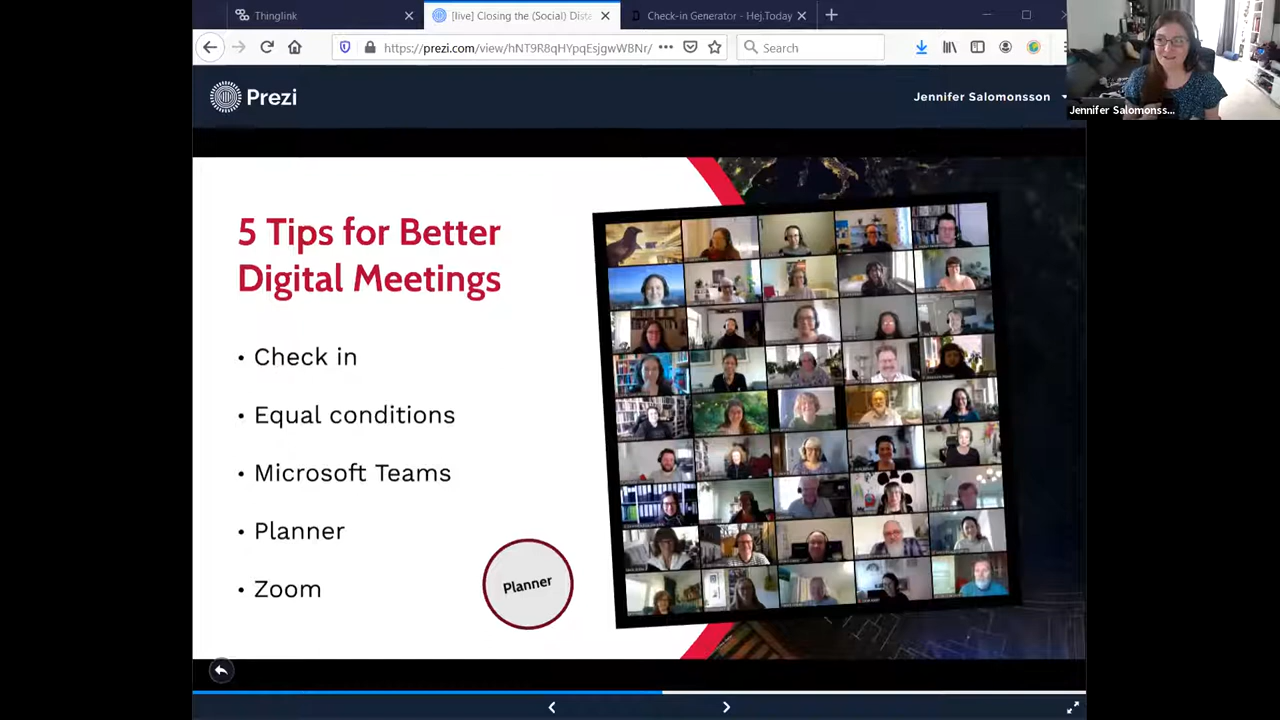 Thinglink
[live] Closing the (Social) Dista
Check-in Generator - Hej.Today
https://prezi.com/view/hNT9R8qHYpqEsjgwWBNr/
Search
Prezi
Jennifer Salomonsson
Jennifer Salomonss...
5 Tips for Better
Digital Meetings
• Check in
• Equal conditions
• Microsoft Teams
• Planner
• Zoom
Planner